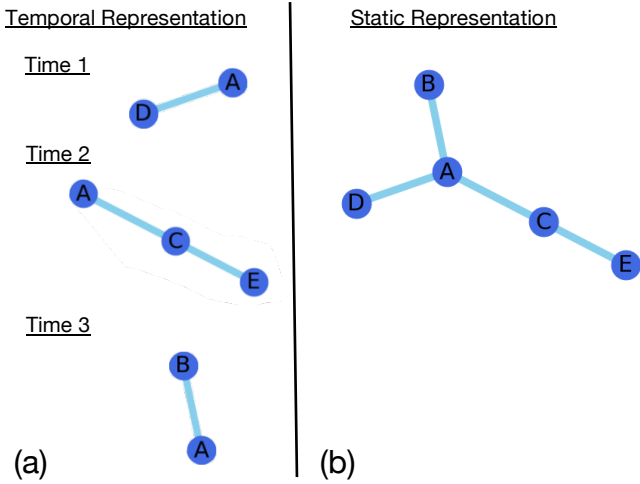 Temporal Representation
Time 1
A
D
Time 2
A
C
E
Time 3
B
A
(a)
Static Representation
B
A
D
C
E
(b)